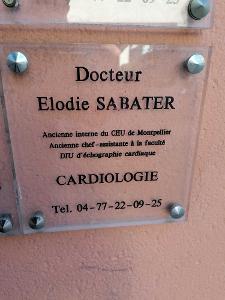 Docteur
Elodie SABATER
Ancienne interne du CHU de Montpellier
Ancienne chef-assistante à la faculté
DIU d'échographie cardiaque
CARDIOLOGIE
Tel. 04-77-22-09-25